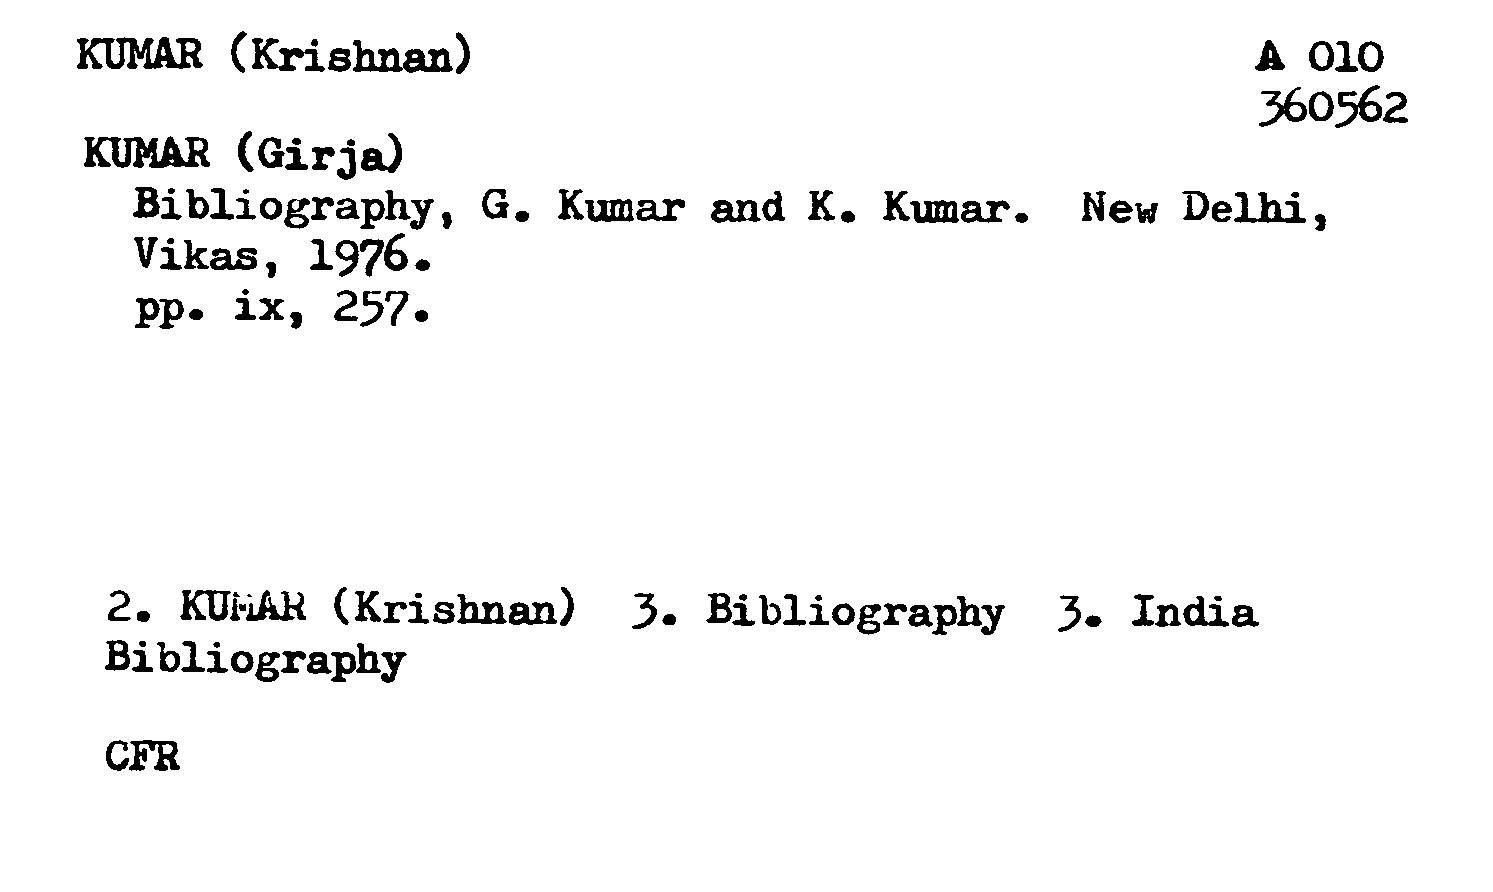 KUMAR (Krishnan) A 010
360562
KUMAR (Girja)
Bibliography, G. Kumar and K. Kumar. New Delhi,
Vikas, 1976.
pp. ix, 257.
2. KUMAR (Krishnan) 3. Bibliography 3. India
Bibliography
CFR